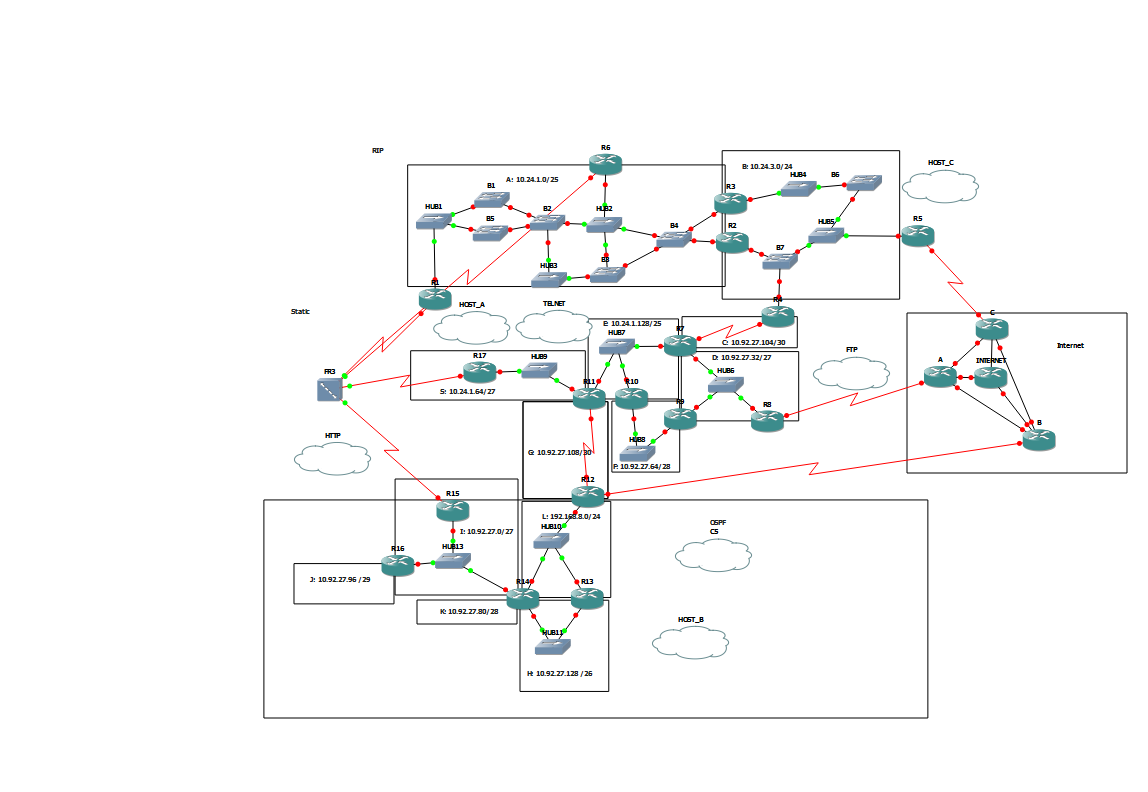 RIP
R6
A: 10.24.1.0/25
B: 10.24.3.0/24
HOST_C
B1
HUB4
B6
R3
HUB1
B5
B2
HUB2
B4
R2
HUB5
R5
B7
HUB3
B3
R1
HOST_A
TELNET
R4
Static
C
Internet
E: 10.24.1.128/25
HUB7
R7
C: 10.92.27.104/30
FTP
D: 10.92.27.32/27
A
INTERNET
R17
HUB9
FR3
HUB6
S: 10.24.1.64/27
R11
R10
R9
R8
B
HTTP
HUB8
G: 10.92.27.108/30
F: 10.92.27.64/28
R12
R15
L: 192.168.8.0/24
OSPF
I: 10.92.27.0/27
HUB10
R16
HUB13
J: 10.92.27.96 /29
R14
R13
K: 10.92.27.80/28
HOST_B
HUB11
H: 10.92.27.128 /26